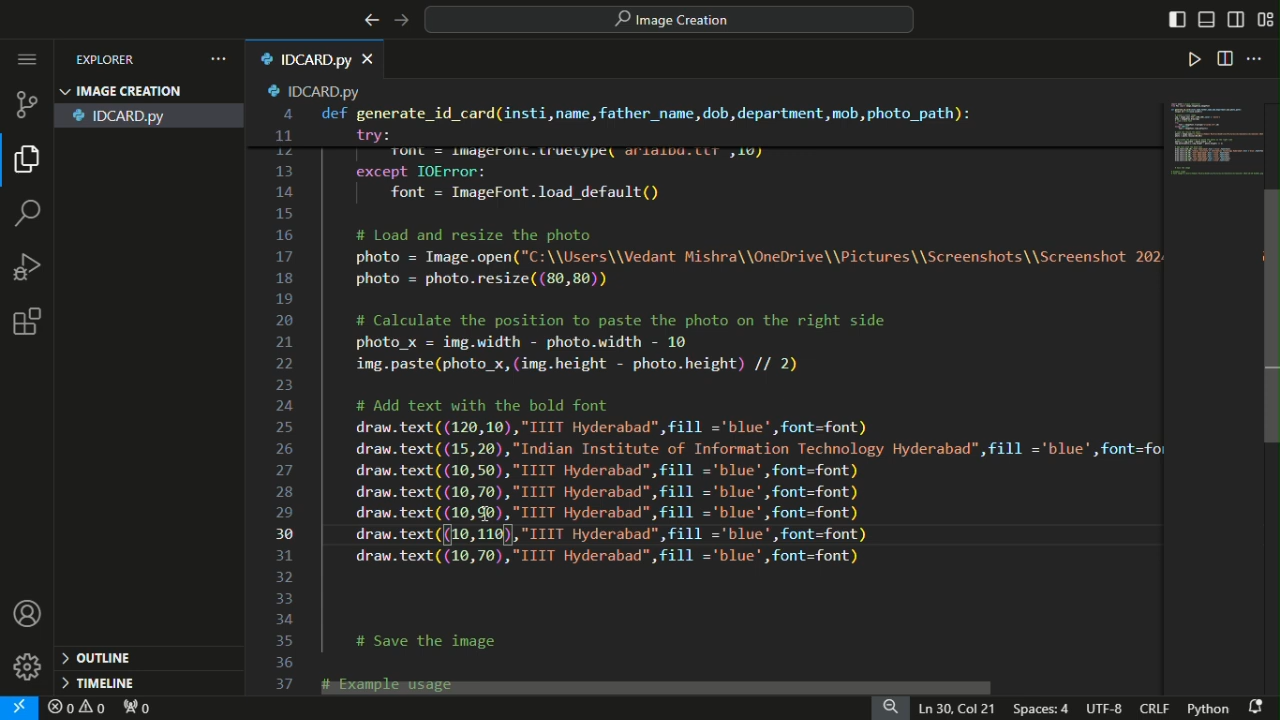 Image Creation
EXPLORER
IDCARD.py
IMAGE CREATION
IDCARD.py
IDCARD.py
4 def generate_id_card(insti,name,father_name,dob,department,mob,photo_path):
11 try:
12 font = ImageFont.truetype("arialbd.ttf",10)
13 except IOError:
14 font = ImageFont.load_default()
15
16 # Load and resize the photo
17 photo = Image.open("C:\\Users\\Vedant Mishra\\OneDrive\\Pictures\\Screenshots\\Screenshot 202
18 photo = photo.resize((80,80))
19
20 # Calculate the position to paste the photo on the right side
21 photo_x = img.width - photo.width - 10
22 img.paste(photo_x,(img.height - photo.height) // 2)
23
24 # Add text with the bold font
25 draw.text((120,10),"IIIT Hyderabad",fill ='blue',font=font)
26 draw.text((15,20),"Indian Institute of Information Technology Hyderabad",fill ='blue',font=fo
27 draw.text((10,50),"IIIT Hyderabad",fill ='blue',font=font)
28 draw.text((10,70),"IIIT Hyderabad",fill ='blue',font=font)
29 draw.text((10,90),"IIIT Hyderabad",fill ='blue',font=font)
30 draw.text((10,110),"IIIT Hyderabad",fill ='blue',font=font)
31 draw.text((10,70),"IIIT Hyderabad",fill ='blue',font=font)
32
33
34
35 # Save the image
36
37 # Example usage
OUTLINE
TIMELINE
0 0 0 Ln 30, Col 21 Spaces: 4 UTF-8 CRLF Python